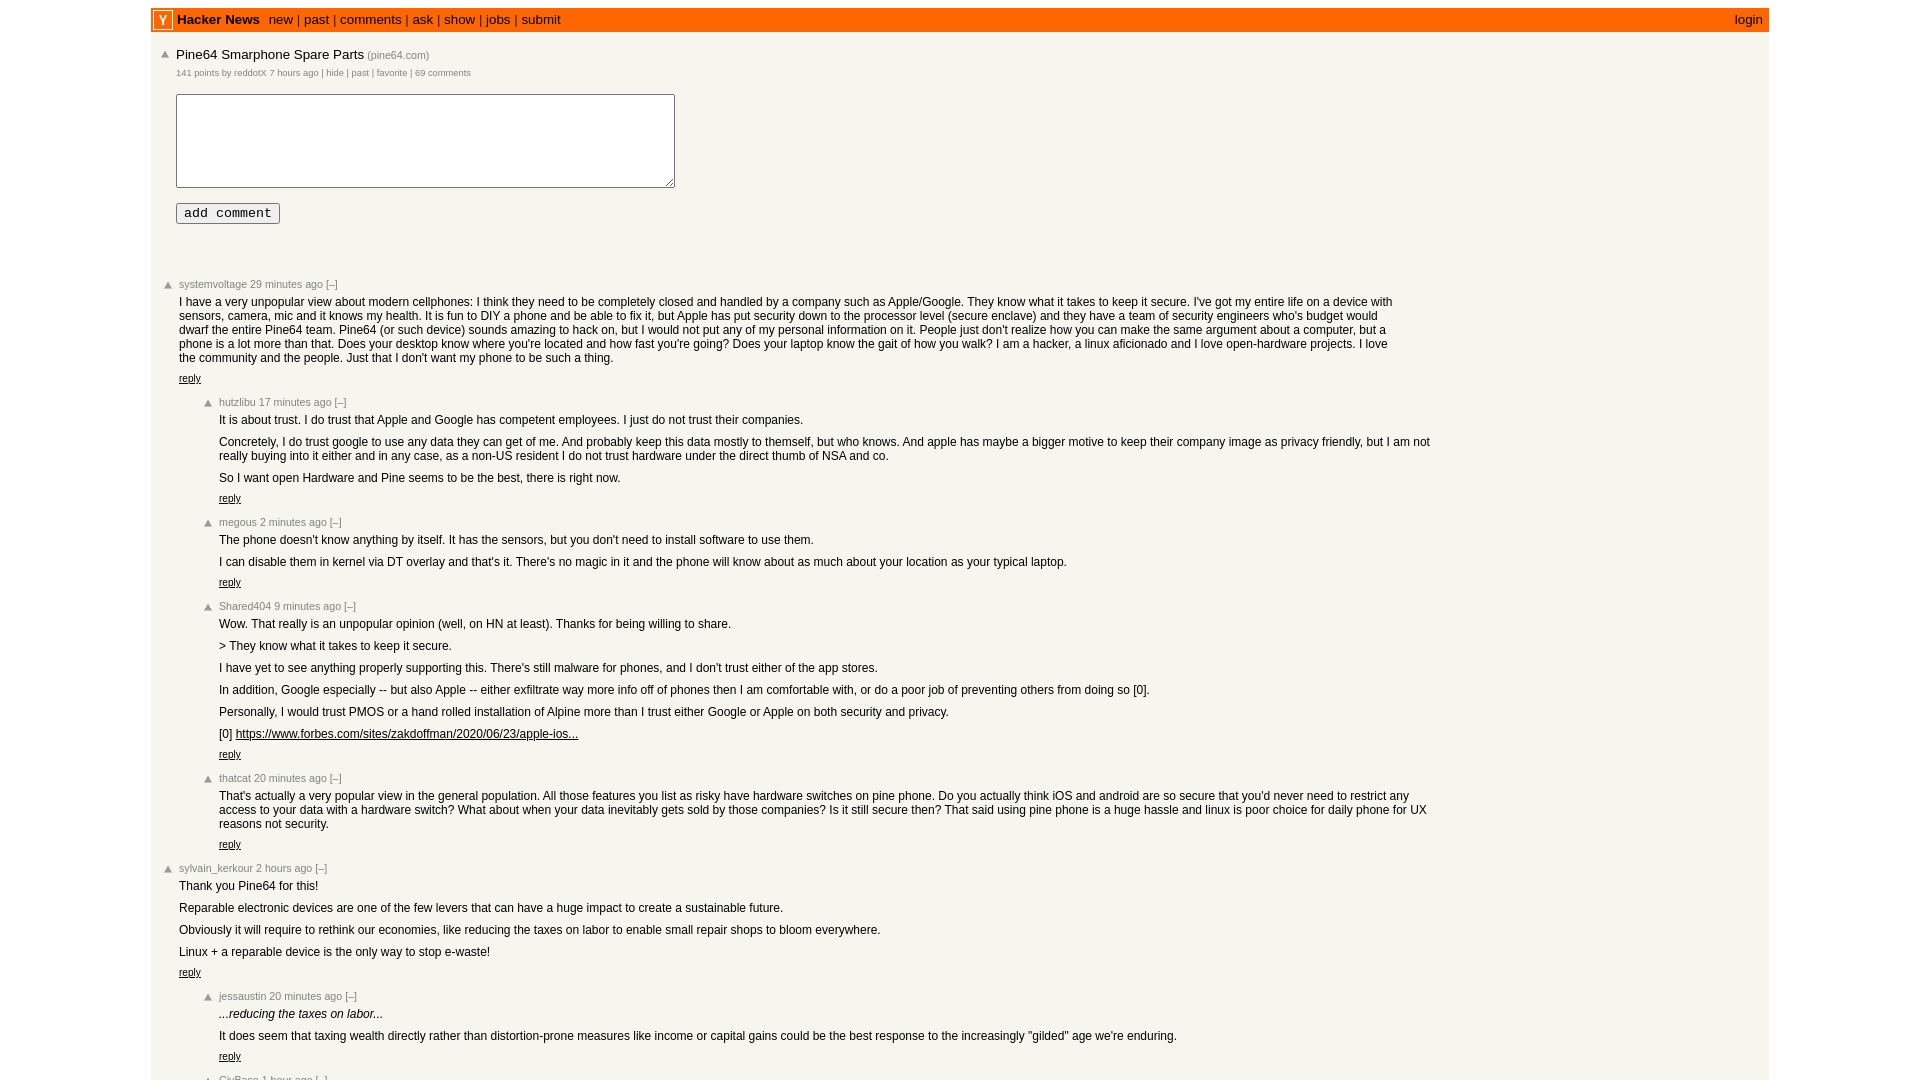 Y Hacker News new | past | comments | ask | show | jobs | submit login
Pine64 Smarphone Spare Parts (pine64.com)
141 points by reddotX 7 hours ago | hide | past | favorite | 69 comments
add comment
systemvoltage 29 minutes ago [–]
I have a very unpopular view about modern cellphones: I think they need to be completely closed and handled by a company such as Apple/Google. They know what it takes to keep it secure. I've got my entire life on a device with
sensors, camera, mic and it knows my health. It is fun to DIY a phone and be able to fix it, but Apple has put security down to the processor level (secure enclave) and they have a team of security engineers who's budget would
dwarf the entire Pine64 team. Pine64 (or such device) sounds amazing to hack on, but I would not put any of my personal information on it. People just don't realize how you can make the same argument about a computer, but a
phone is a lot more than that. Does your desktop know where you're located and how fast you're going? Does your laptop know the gait of how you walk? I am a hacker, a linux aficionado and I love open-hardware projects. I love
the community and the people. Just that I don't want my phone to be such a thing.
reply
hutzlibu 17 minutes ago [–]
It is about trust. I do trust that Apple and Google has competent employees. I just do not trust their companies.
Concretely, I do trust google to use any data they can get of me. And probably keep this data mostly to themself, but who knows. And apple has maybe a bigger motive to keep their company image as privacy friendly, but I am not
really buying into it either and in any case, as a non-US resident I do not trust hardware under the direct thumb of NSA and co.
So I want open Hardware and Pine seems to be the best, there is right now.
reply
megous 2 minutes ago [–]
The phone doesn't know anything by itself. It has the sensors, but you don't need to install software to use them.
I can disable them in kernel via DT overlay and that's it. There's no magic in it and the phone will know about as much about your location as your typical laptop.
reply
Shared404 9 minutes ago [–]
Wow. That really is an unpopular opinion (well, on HN at least). Thanks for being willing to share.
> They know what it takes to keep it secure.
I have yet to see anything properly supporting this. There's still malware for phones, and I don't trust either of the app stores.
In addition, Google especially -- but also Apple -- either exfiltrate way more info off of phones then I am comfortable with, or do a poor job of preventing others from doing so [0].
Personally, I would trust PMOS or a hand rolled installation of Alpine more than I trust either Google or Apple on both security and privacy.
[0] https://www.forbes.com/sites/zakdoffman/2020/06/23/apple-ios...
reply
thatcat 20 minutes ago [–]
That's actually a very popular view in the general population. All those features you list as risky have hardware switches on pine phone. Do you actually think iOS and android are so secure that you'd never need to restrict any
access to your data with a hardware switch? What about when your data inevitably gets sold by those companies? Is it still secure then? That said using pine phone is a huge hassle and linux is poor choice for daily phone for UX
reasons not security.
reply
sylvain_kerkour 2 hours ago [–]
Thank you Pine64 for this!
Reparable electronic devices are one of the few levers that can have a huge impact to create a sustainable future.
Obviously it will require to rethink our economies, like reducing the taxes on labor to enable small repair shops to bloom everywhere.
Linux + a reparable device is the only way to stop e-waste!
reply
jessaustin 20 minutes ago [–]
...reducing the taxes on labor...
It does seem that taxing wealth directly rather than distortion-prone measures like income or capital gains could be the best response to the increasingly "gilded" age we're enduring.
reply
CivBase 1 hour ago [–]